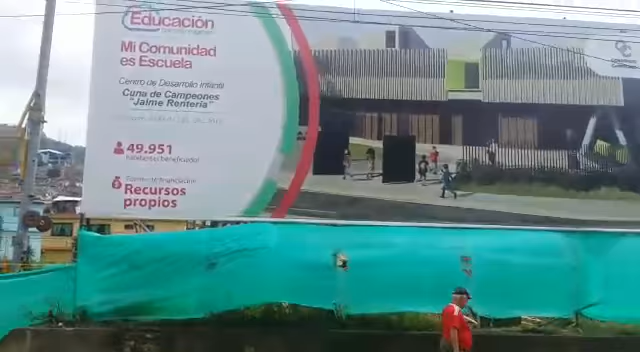 Educación
Mi Comunidad
es Escuela
Centro de Desarrollo Infantil
Cuna de Campeones
"Jaime Rentería"
49.951
habitantes beneficiados
Fuente de financiación:
Recursos
propios